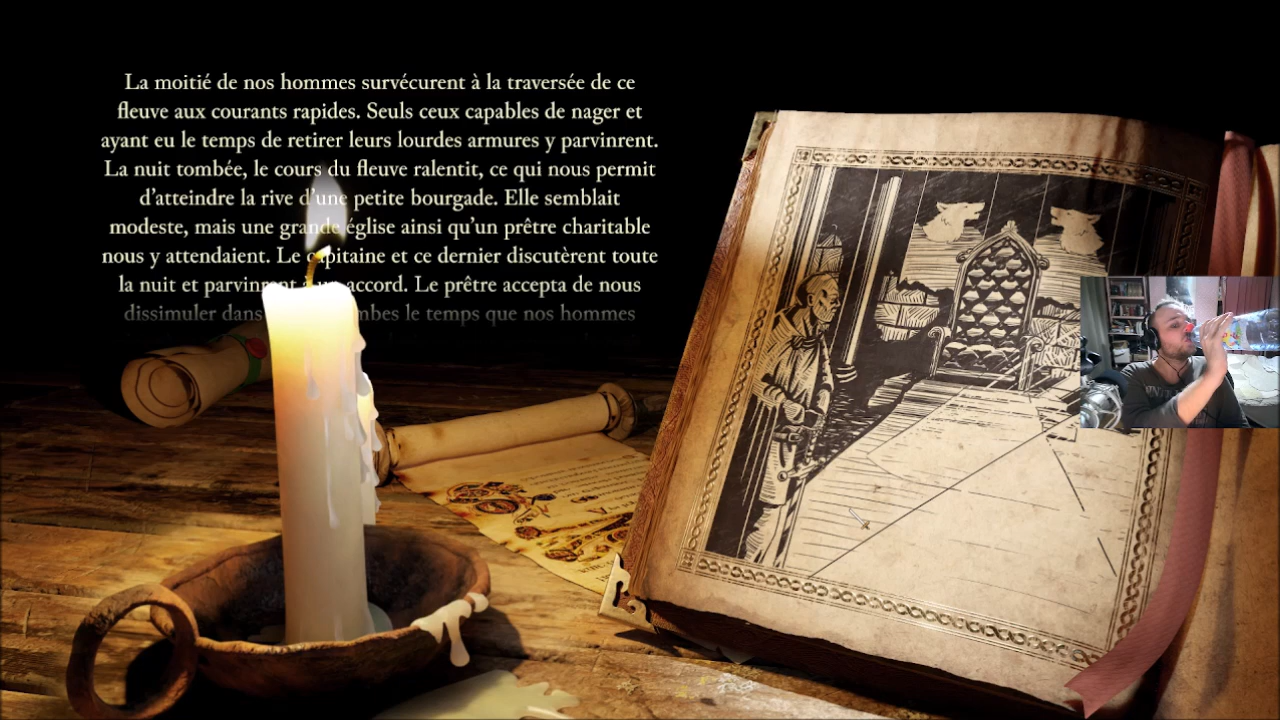 La moitié de nos hommes survécurent à la traversée de ce
fleuve aux courants rapides. Seuls ceux capables de nager et
ayant eu le temps de retirer leurs lourdes armures y parvinrent.
La nuit tombée, le cours du fleuve ralentit, ce qui nous permit
d’atteindre la rive d’une petite bourgade. Elle semblait
modeste, mais une grande église ainsi qu’un prêtre charitable
nous y attendaient. Le capitaine et ce dernier discutèrent toute
la nuit et parvinrent à un accord. Le prêtre accepta de nous
dissimuler dans le temps que nos hommes